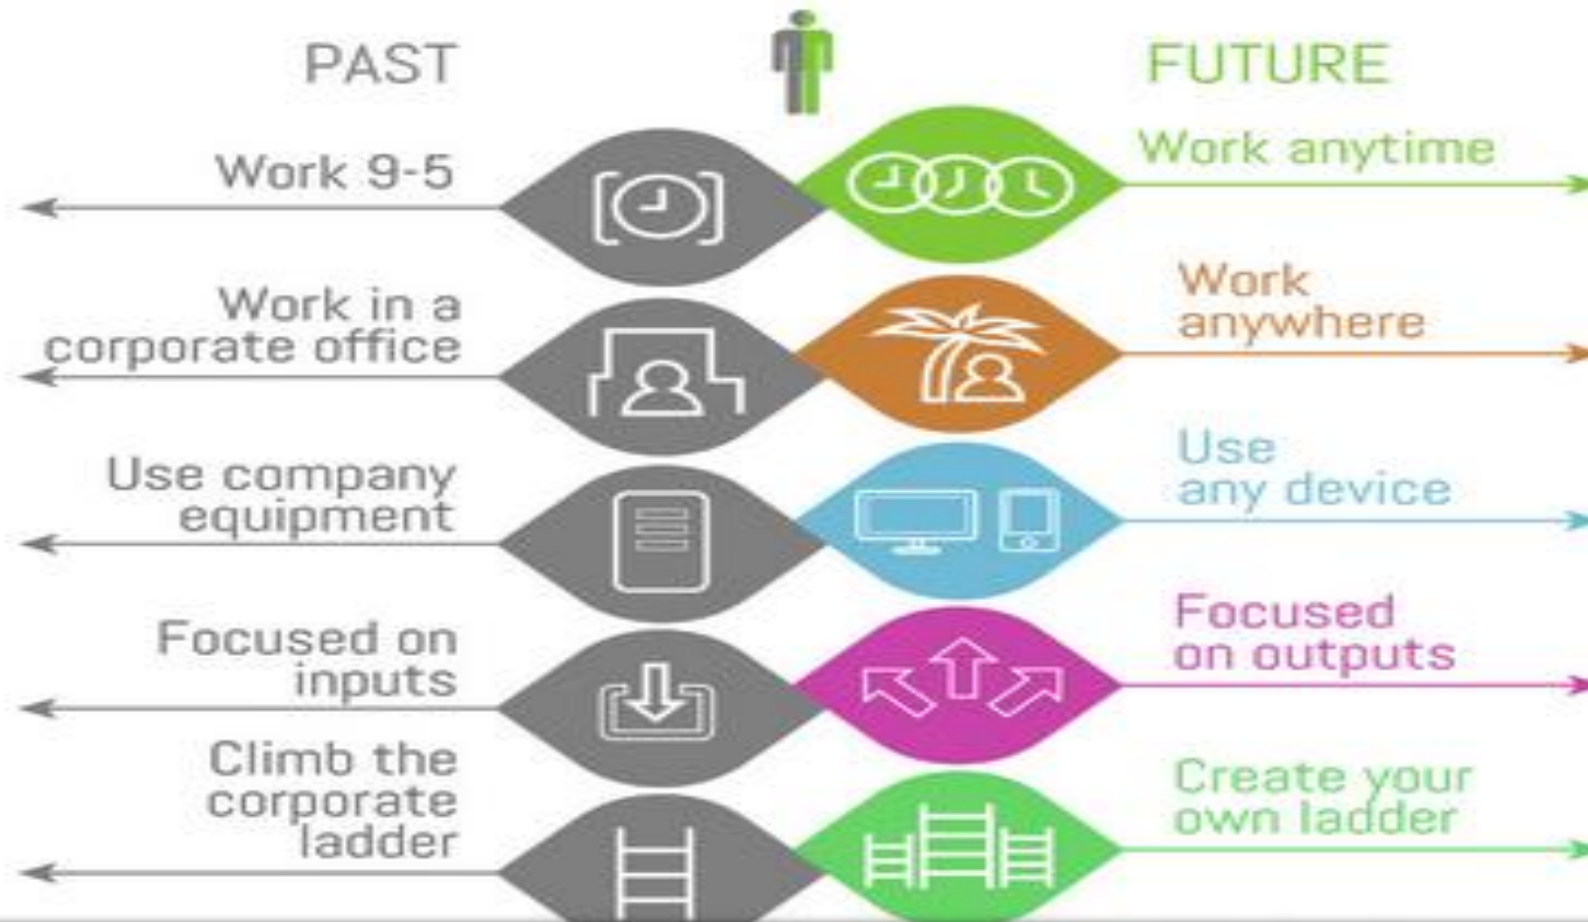 PAST
FUTURE
Work 9-5
Work anytime
Work in a
corporate office
Work
anywhere
Use company
equipment
Use
any device
Focused on
inputs
Focused
on outputs
Climb the
corporate
ladder
Create your
own ladder